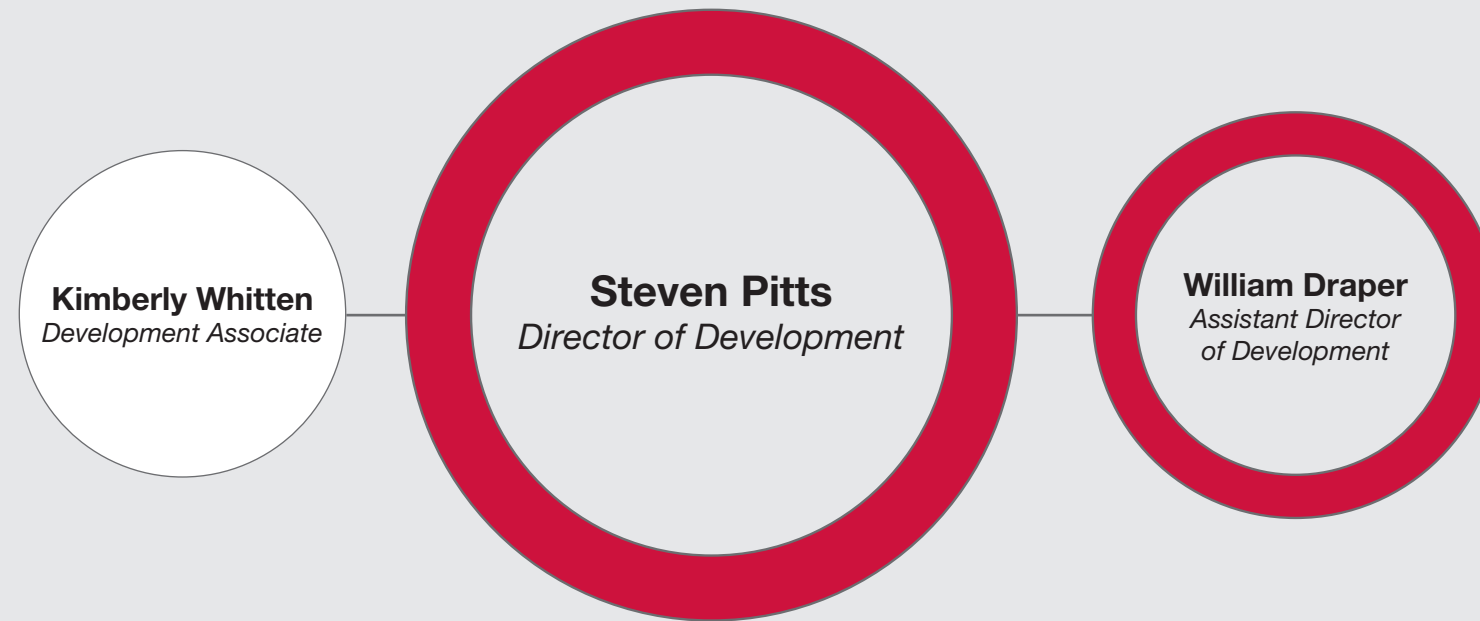 Kimberly Whitten
Development Associate
Steven Pitts
Director of Development
William Draper
Assistant Director
of Development